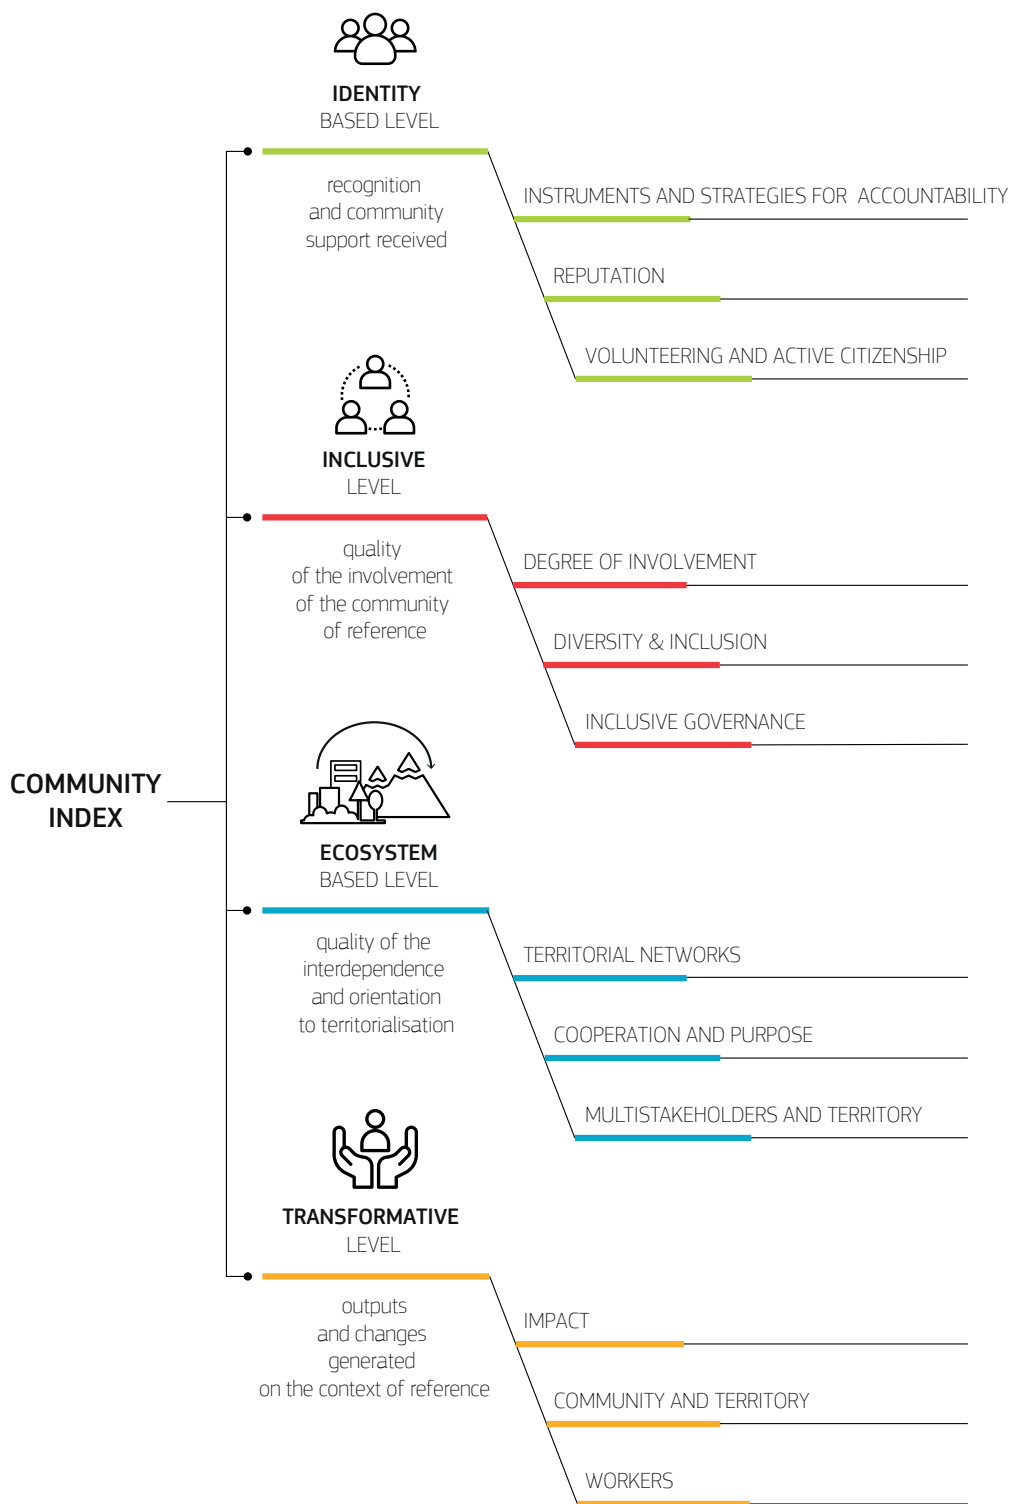 IDENTITY
BASED LEVEL
recognition
and community
support received
INSTRUMENTS AND STRATEGIES FOR ACCOUNTABILITY
REPUTATION
VOLUNTEERING AND ACTIVE CITIZENSHIP
INCLUSIVE
LEVEL
quality
of the involvement
of the community
of reference
DEGREE OF INVOLVEMENT
DIVERSITY & INCLUSION
INCLUSIVE GOVERNANCE
COMMUNITY
INDEX
ECOSYSTEM
BASED LEVEL
quality of the
interdependence
and orientation
to territorialisation
TERRITORIAL NETWORKS
COOPERATION AND PURPOSE
MULTISTAKEHOLDERS AND TERRITORY
TRANSFORMATIVE
LEVEL
outputs
and changes
generated
on the context of reference
IMPACT
COMMUNITY AND TERRITORY
WORKERS